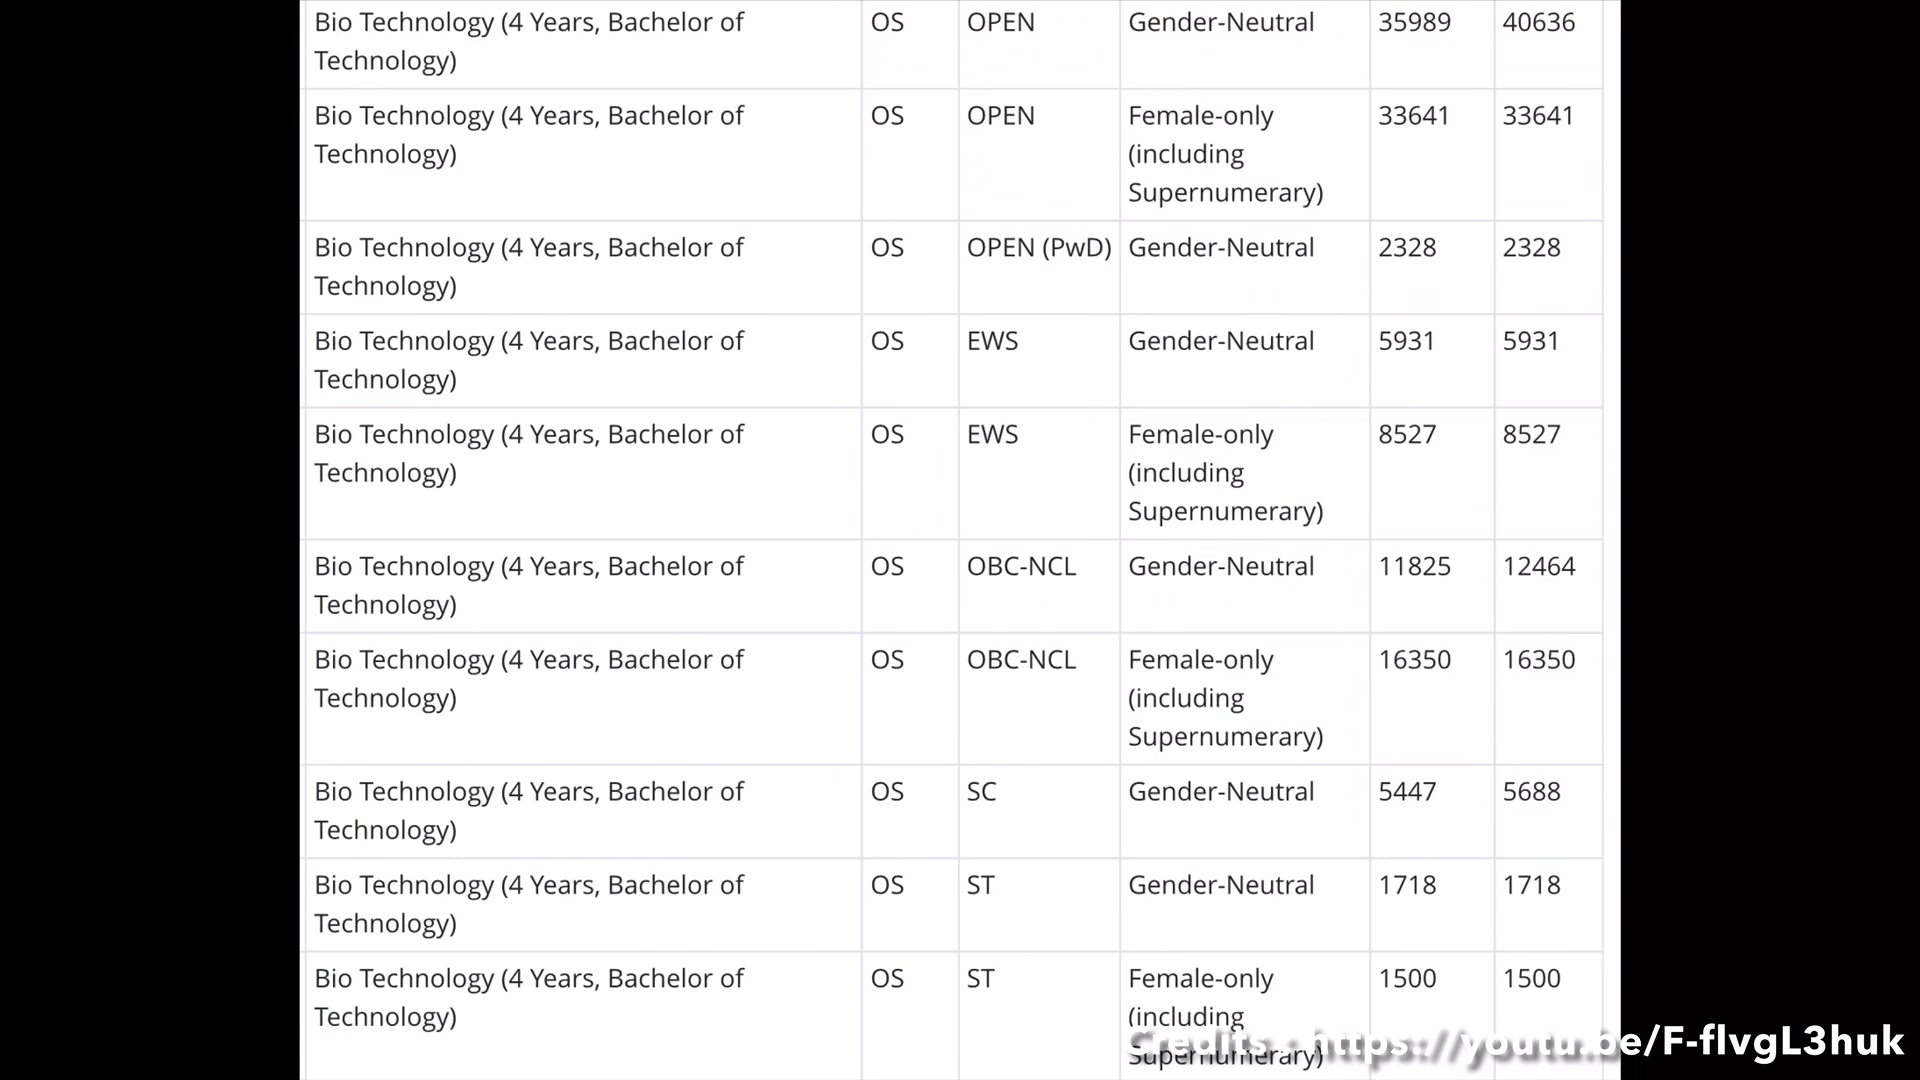 Bio Technology (4 Years, Bachelor of OS OPEN Gender-Neutral 35989 40636
Technology)
Bio Technology (4 Years, Bachelor of OS OPEN Female-only 33641 33641
Technology) (including
Supernumerary)
Bio Technology (4 Years, Bachelor of OS OPEN (PwD) Gender-Neutral 2328 2328
Technology)
Bio Technology (4 Years, Bachelor of OS EWS Gender-Neutral 5931 5931
Technology)
Bio Technology (4 Years, Bachelor of OS EWS Female-only 8527 8527
Technology) (including
Supernumerary)
Bio Technology (4 Years, Bachelor of OS OBC-NCL Gender-Neutral 11825 12464
Technology)
Bio Technology (4 Years, Bachelor of OS OBC-NCL Female-only 16350 16350
Technology) (including
Supernumerary)
Bio Technology (4 Years, Bachelor of OS SC Gender-Neutral 5447 5688
Technology)
Bio Technology (4 Years, Bachelor of OS ST Gender-Neutral 1718 1718
Technology)
Bio Technology (4 Years, Bachelor of OS ST Female-only 1500 1500
Technology) (including
Supernumerary)
Credits : https://youtu.be/F-flvgL3huk